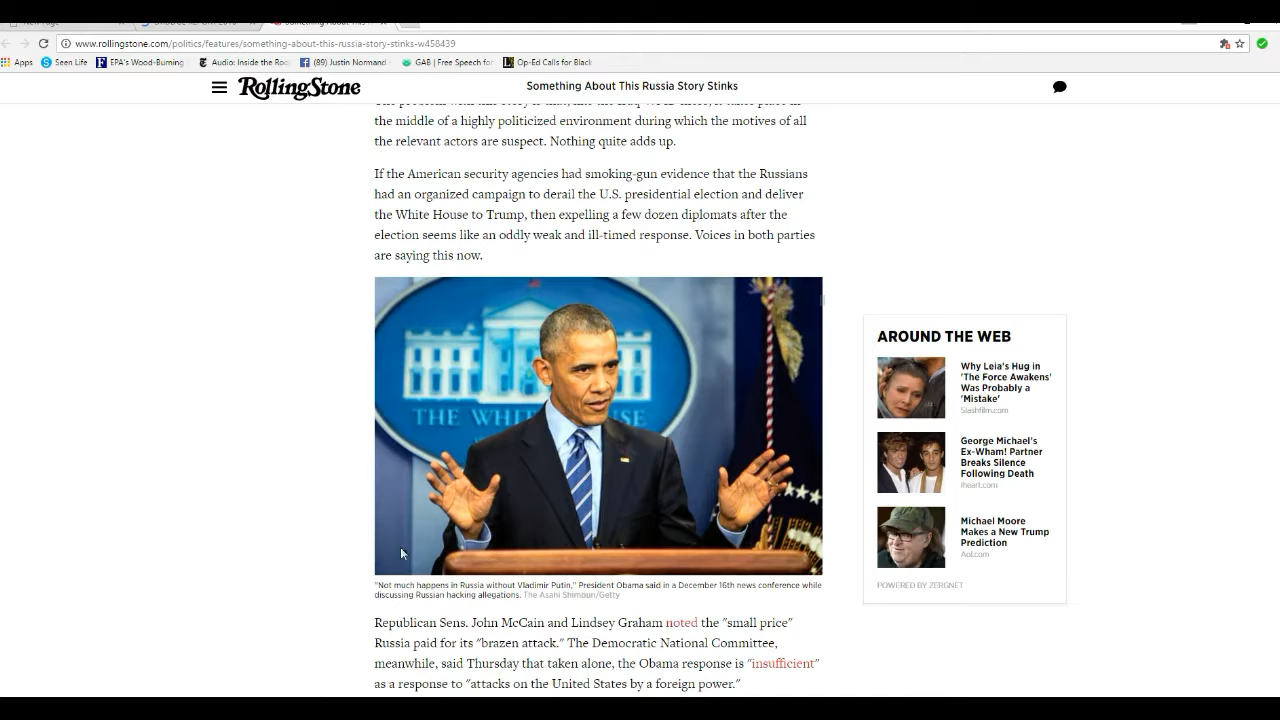 www.rollingstone.com/politics/features/something-about-this-russia-story-stinks-w458439
Apps Seen Life EPA's Wood-Burning Audio: Inside the Roo (89) Justin Normand GAB | Free Speech for Op-Ed Calls for Black
RollingStone Something About This Russia Story Stinks
the middle of a highly politicized environment during which the motives of all
the relevant actors are suspect. Nothing quite adds up.
If the American security agencies had smoking-gun evidence that the Russians
had an organized campaign to derail the U.S. presidential election and deliver
the White House to Trump, then expelling a few dozen diplomats after the
election seems like an oddly weak and ill-timed response. Voices in both parties
are saying this now.
THE WHITE HOUSE
"Not much happens in Russia without Vladimir Putin," President Obama said in a December 16th news conference while
discussing Russian hacking allegations. The Asahi Shimbun/Getty
Republican Sens. John McCain and Lindsey Graham noted the "small price"
Russia paid for its "brazen attack." The Democratic National Committee,
meanwhile, said Thursday that taken alone, the Obama response is "insufficient"
as a response to "attacks on the United States by a foreign power."
AROUND THE WEB
Why Leia's Hug in
'The Force Awakens'
Was Probably a
'Mistake'
Slashfilm.com
George Michael's
Ex-Wham! Partner
Breaks Silence
Following Death
iheart.com
Michael Moore
Makes a New Trump
Prediction
Aol.com
POWERED BY ZERGNET